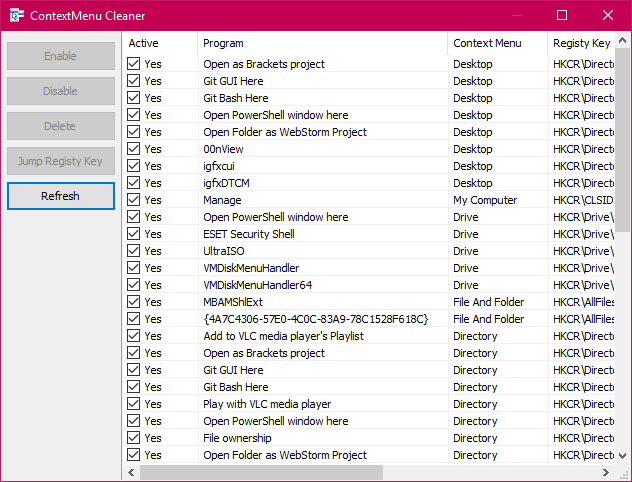 ContextMenu Cleaner
Enable
Disable
Delete
Jump Registy Key
Refresh
Active Program Context Menu Registy Key
Yes Open as Brackets project Desktop HKCR\Directo
Yes Git GUI Here Desktop HKCR\Directo
Yes Git Bash Here Desktop HKCR\Directo
Yes Open PowerShell window here Desktop HKCR\Directo
Yes Open Folder as WebStorm Project Desktop HKCR\Directo
Yes 00nView Desktop HKCR\Directo
Yes igfxcui Desktop HKCR\Directo
Yes igfxDTCM Desktop HKCR\Directo
Yes Manage My Computer HKCR\CLSID
Yes Open PowerShell window here Drive HKCR\Drive\
Yes ESET Security Shell Drive HKCR\Drive\
Yes UltraISO Drive HKCR\Drive\
Yes VMDiskMenuHandler Drive HKCR\Drive\
Yes VMDiskMenuHandler64 Drive HKCR\Drive\
Yes MBAMShlExt File And Folder HKCR\AllFiles
Yes {4A7C4306-57E0-4C0C-83A9-78C1528F618C} File And Folder HKCR\AllFiles
Yes Add to VLC media player's Playlist Directory HKCR\Directo
Yes Open as Brackets project Directory HKCR\Directo
Yes Git GUI Here Directory HKCR\Directo
Yes Git Bash Here Directory HKCR\Directo
Yes Play with VLC media player Directory HKCR\Directo
Yes Open PowerShell window here Directory HKCR\Directo
Yes File ownership Directory HKCR\Directo
Yes Open Folder as WebStorm Project Directory HKCR\Directo